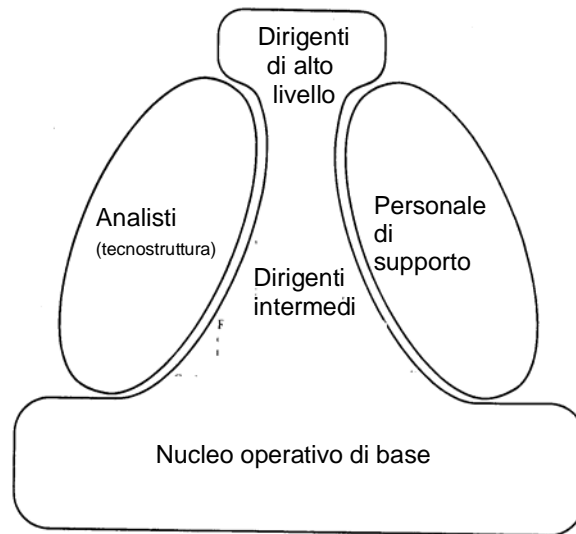 Dirigenti
di alto
livello
Analisti
(tecnostruttura)
Personale
di
supporto
Dirigenti
intermedi
Nucleo operativo di base